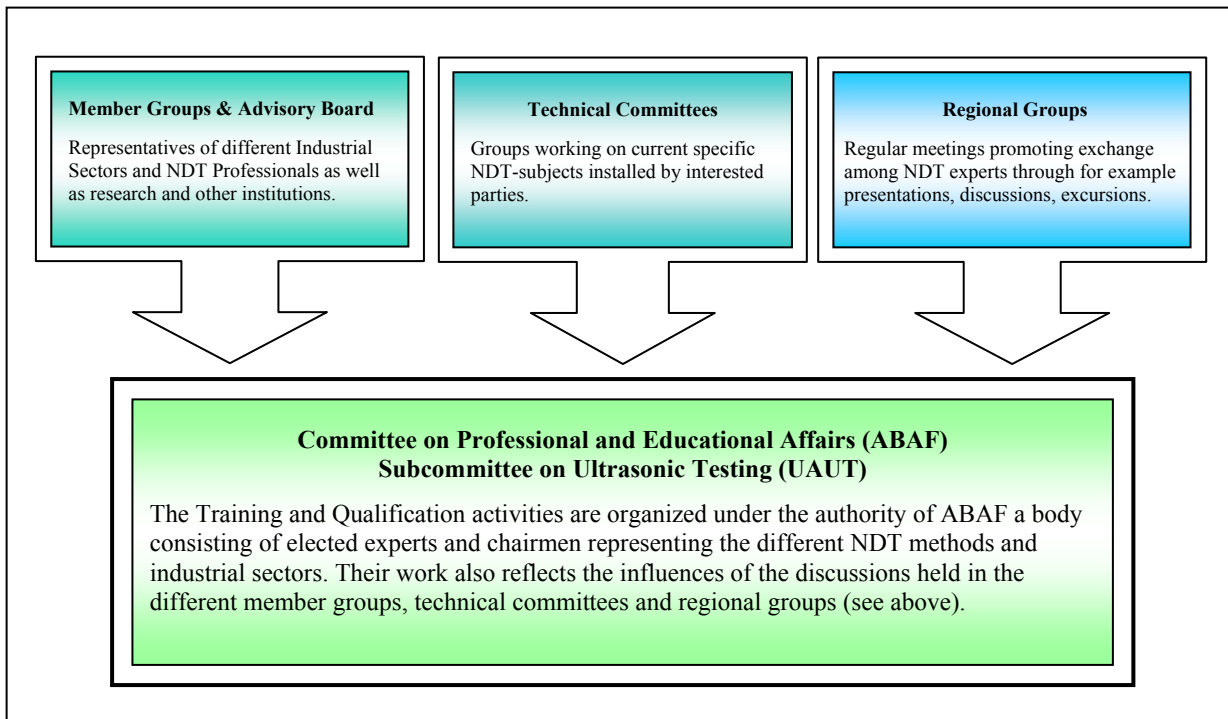 Member Groups & Advisory Board
Representatives of different Industrial
Sectors and NDT Professionals as well
as research and other institutions.
Technical Committees
Groups working on current specific
NDT-subjects installed by interested
parties.
Regional Groups
Regular meetings promoting exchange
among NDT experts through for example
presentations, discussions, excursions.
Committee on Professional and Educational Affairs (ABAF)
Subcommittee on Ultrasonic Testing (UAUT)
The Training and Qualification activities are organized under the authority of ABAF a body
consisting of elected experts and chairmen representing the different NDT methods and
industrial sectors. Their work also reflects the influences of the discussions held in the
different member groups, technical committees and regional groups (see above).